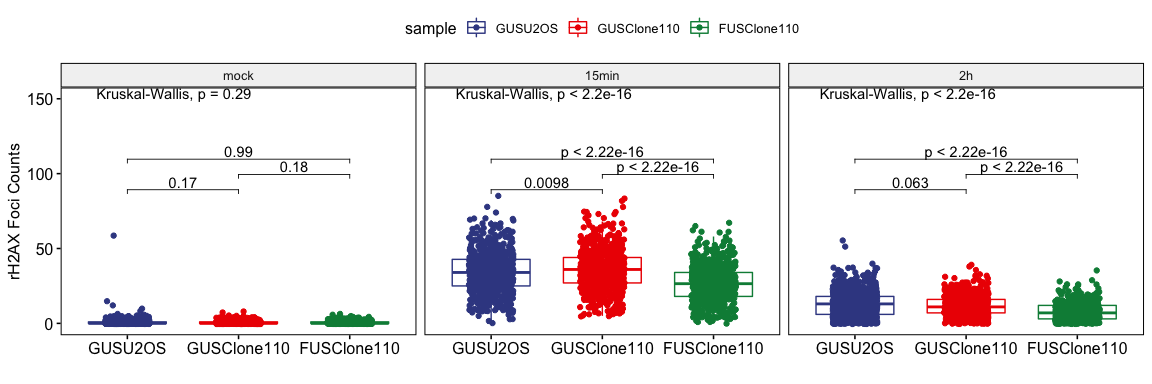 sample GUSU2OS GUSClone110 FUSClone110
mock
15min
2h
rH2AX Foci Counts
150
100
50
0
Kruskal-Wallis, p = 0.29
0.99
0.18
0.17
GUSU2OS GUSClone110 FUSClone110
Kruskal-Wallis, p < 2.2e-16
p < 2.22e-16
p < 2.22e-16
0.0098
GUSU2OS GUSClone110 FUSClone110
Kruskal-Wallis, p < 2.2e-16
p < 2.22e-16
p < 2.22e-16
0.063
GUSU2OS GUSClone110 FUSClone110